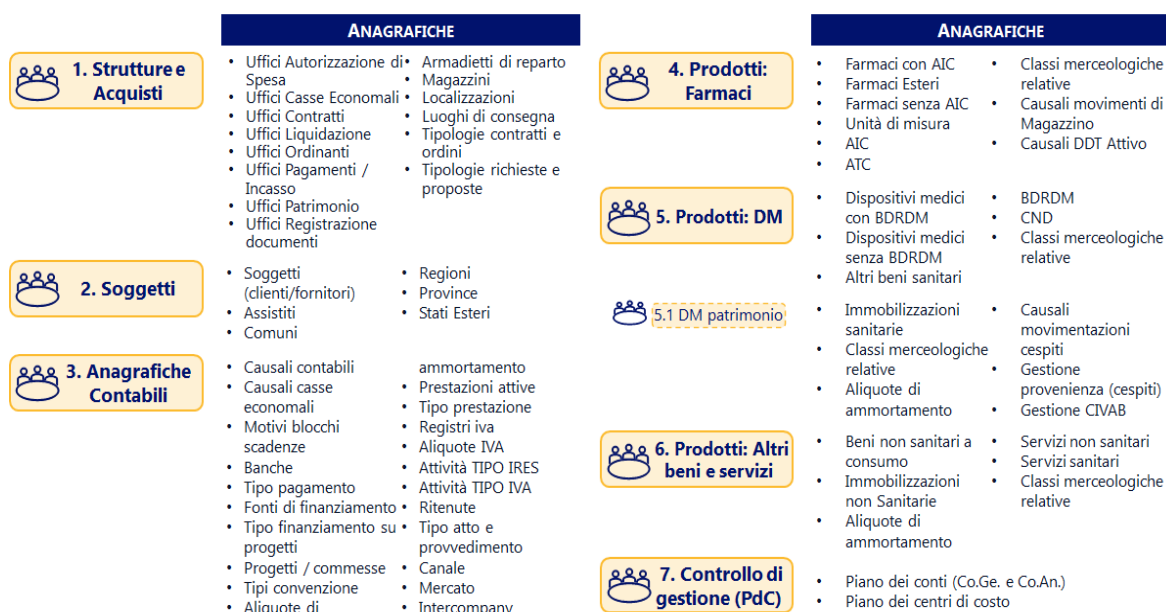 ANAGRAFICHE
1. Strutture e
Acquisti
• Uffici Autorizzazione di
Spesa
• Uffici Casse Economali
• Uffici Contratti
• Uffici Liquidazione
• Uffici Ordinanti
• Uffici Pagamenti /
Incasso
• Uffici Patrimonio
• Uffici Registrazione
documenti
• Armadietti di reparto
• Magazzini
• Localizzazioni
• Luoghi di consegna
• Tipologie contratti e
ordini
• Tipologie richieste e
proposte
2. Soggetti
• Soggetti
(clienti/fornitori)
• Assistiti
• Comuni
• Regioni
• Province
• Stati Esteri
3. Anagrafiche
Contabili
• Causali contabili
• Causali casse
economali
• Motivi blocchi
scadenze
• Banche
• Tipo pagamento
• Fonti di finanziamento
• Tipo finanziamento su
progetti
• Progetti / commesse
• Tipi convenzione
• Aliquote di
ammortamento
• Prestazioni attive
• Tipo prestazione
• Registri iva
• Aliquote IVA
• Attività TIPO IRES
• Attività TIPO IVA
• Ritenute
• Tipo atto e
provvedimento
• Canale
• Mercato
• Intercompany
ANAGRAFICHE
4. Prodotti:
Farmaci
• Farmaci con AIC
• Farmaci Esteri
• Farmaci senza AIC
• Unità di misura
• AIC
• ATC
• Classi merceologiche
relative
• Causali movimenti di
Magazzino
• Causali DDT Attivo
5. Prodotti: DM
• Dispositivi medici
con BDRDM
• Dispositivi medici
senza BDRDM
• Altri beni sanitari
• BDRDM
• CND
• Classi merceologiche
relative
5.1 DM patrimonio
• Immobilizzazioni
sanitarie
• Classi merceologiche
relative
• Aliquote di
ammortamento
• Causali
movimentazioni
cespiti
• Gestione
provenienza (cespiti)
• Gestione CIVAB
6. Prodotti: Altri
beni e servizi
• Beni non sanitari a
consumo
• Immobilizzazioni
non Sanitarie
• Aliquote di
ammortamento
• Servizi non sanitari
• Servizi sanitari
• Classi merceologiche
relative
7. Controllo di
gestione (PdC)
• Piano dei conti (Co.Ge. e Co.An.)
• Piano dei centri di costo